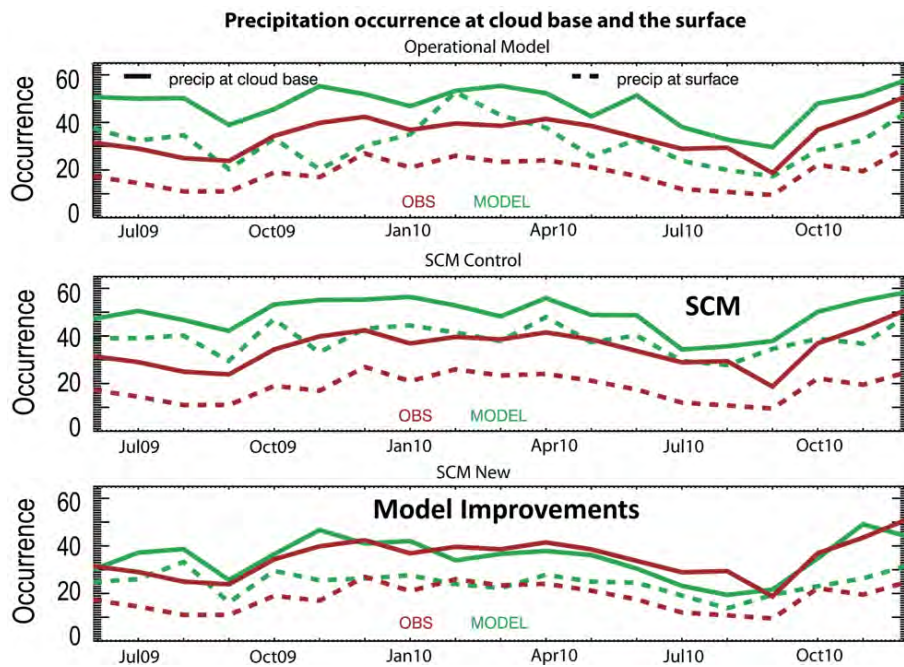 Precipitation occurrence at cloud base and the surface
Operational Model
60
40
20
0
Occurrence
precip at cloud base
precip at surface
OBS MODEL
Jul09 Oct09 Jan10 Apr10 Jul10 Oct10
SCM Control
60
40
20
0
Occurrence
SCM
OBS MODEL
Jul09 Oct09 Jan10 Apr10 Jul10 Oct10
SCM New
60
40
20
0
Occurrence
Model Improvements
OBS MODEL
Jul09 Oct09 Jan10 Apr10 Jul10 Oct10